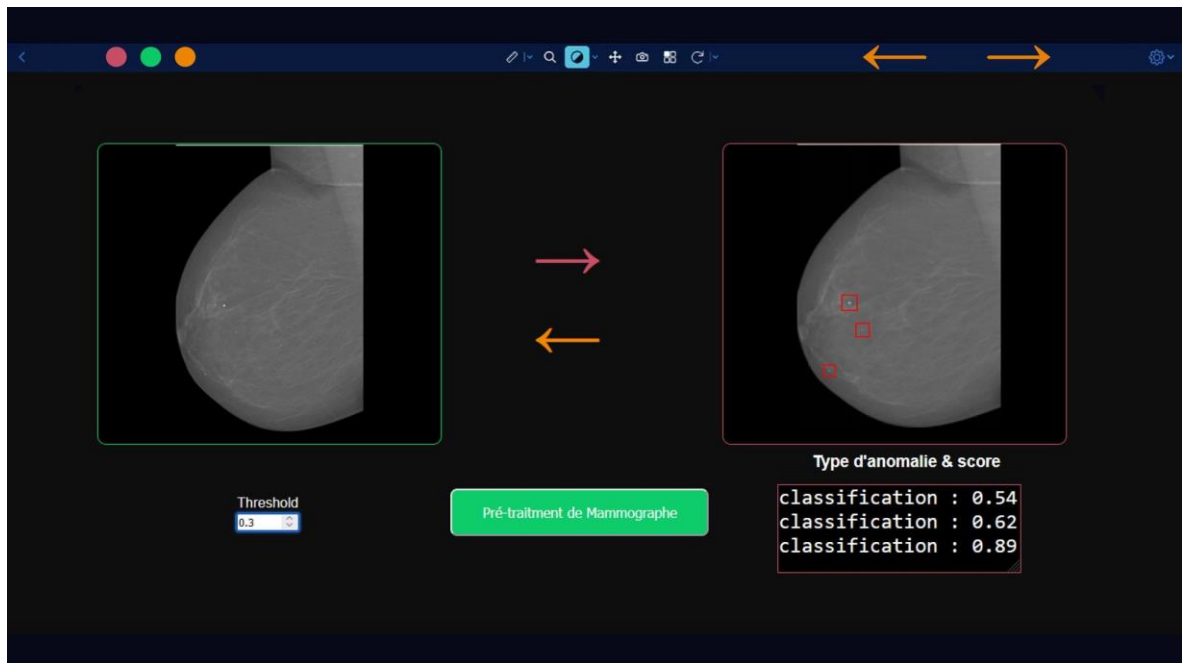 Type d'anomalie & score
Threshold
0.3
Pré-traitment de Mammographe
classification : 0.54
classification : 0.62
classification : 0.89